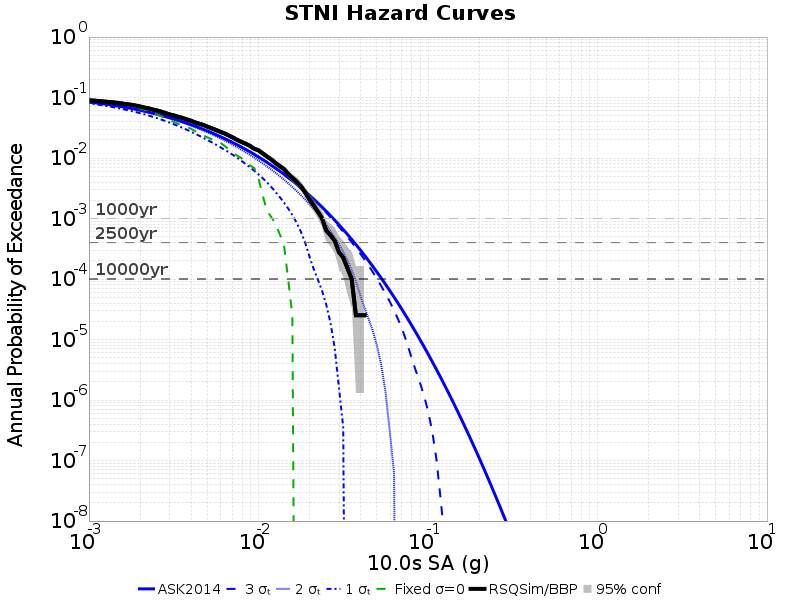 STNI Hazard Curves
Annual Probability of Exceedance
10^0
10^-1
10^-2
10^-3
10^-4
10^-5
10^-6
10^-7
10^-8
1000yr
2500yr
10000yr
10^-3 10^-2 10^-1 10^0 10^1
10.0s SA (g)
ASK2014 3 σₜ 2 σₜ 1 σₜ Fixed σ=0 RSQSim/BBP 95% conf